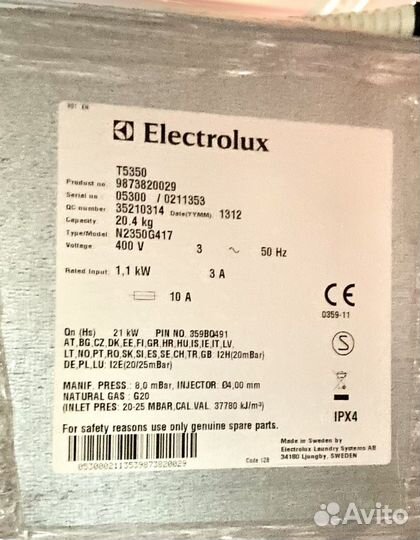 R01 EN
Electrolux
T5350
Product no. 9873820029
Serial no 05300 / 0211353
QC number 35210314 Date(YYMM) 1312
Capacity: 20.4 kg
Type/Model: N2350G417
Voltage: 400 V 3 ~ 50 Hz
Rated Input: 1,1 kW 3 A
10 A
CE
0359-11
Qn (Hs) 21 kW PIN NO. 359BQ491
AT,BG,CZ,DK,EE,FI,GR,HR,HU,IS,IE,IT,LV,
LT,NO,PT,RO,SK,SI,ES,SE,CH,TR,GB I2H(20mBar)
DE,PL,LU: I2E(20/25mBar)
S
MANIF. PRESS.: 8,0 mBar, INJECTOR: Ø4,00 mm
NATURAL GAS : G20
(INLET PRES: 20-25 MBAR,CAL.VAL. 37780 kJ/m³)
IPX4
For safety reasons use only genuine spare parts.
Made in Sweden by
Electrolux Laundry Systems AB
34180 Ljungby, SWEDEN
Code 128
0530002113539873820029
Avito